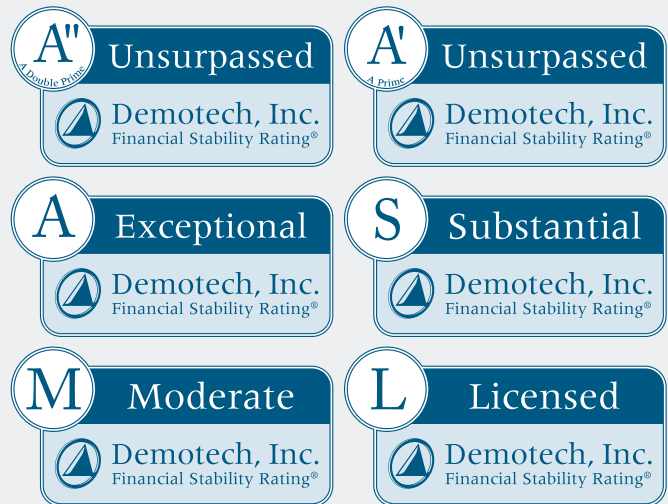 A"
A Double Prime
Unsurpassed
Demotech, Inc.
Financial Stability Rating®
A'
A Prime
Unsurpassed
Demotech, Inc.
Financial Stability Rating®
A
Exceptional
Demotech, Inc.
Financial Stability Rating®
S
Substantial
Demotech, Inc.
Financial Stability Rating®
M
Moderate
Demotech, Inc.
Financial Stability Rating®
L
Licensed
Demotech, Inc.
Financial Stability Rating®